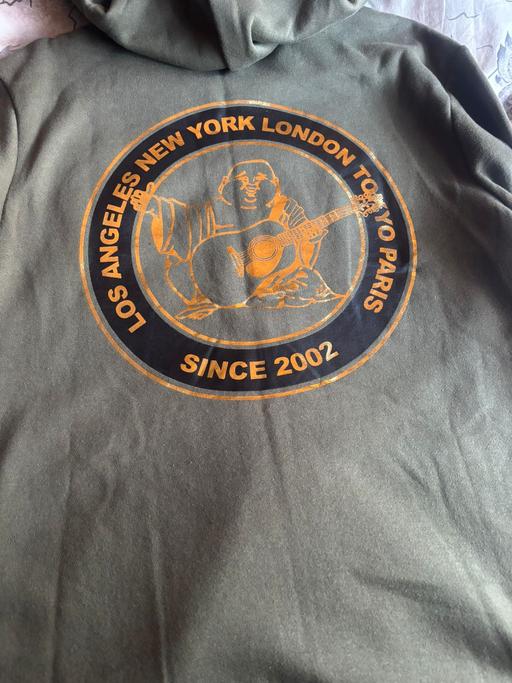 LOS ANGELES NEW YORK LONDON TOKYO PARIS
SINCE 2002